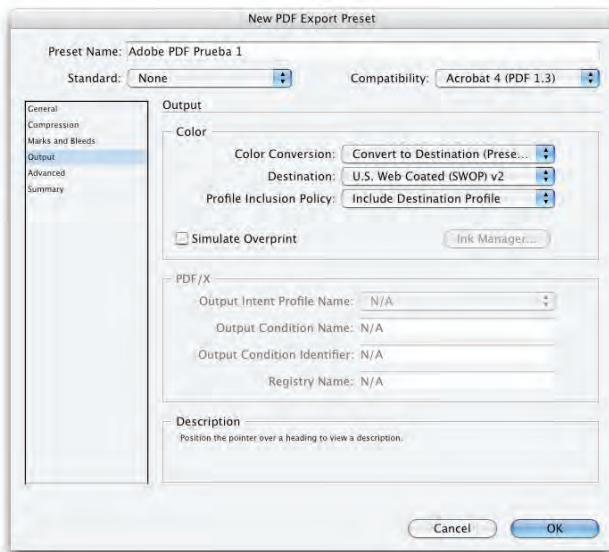 New PDF Export Preset
Preset Name: Adobe PDF Prueba 1
Standard: None Compatibility: Acrobat 4 (PDF 1.3)
General
Compression
Marks and Bleeds
Output
Advanced
Summary
Output
Color
Color Conversion: Convert to Destination (Prese...
Destination: U.S. Web Coated (SWOP) v2
Profile Inclusion Policy: Include Destination Profile
Simulate Overprint Ink Manager...
PDF/X
Output Intent Profile Name: N/A
Output Condition Name: N/A
Output Condition Identifier: N/A
Registry Name: N/A
Description
Position the pointer over a heading to view a description.
Cancel OK